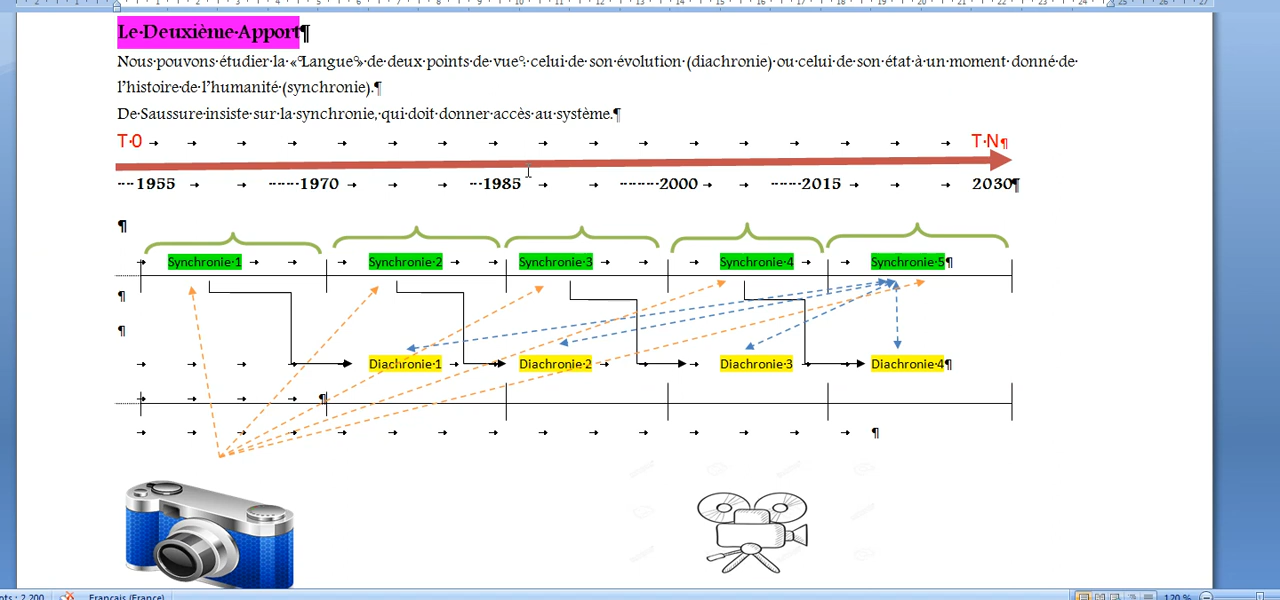 Le Deuxième Apport
Nous pouvons étudier la « Langue » de deux points de vue : celui de son évolution (diachronie) ou celui de son état à un moment donné de
l'histoire de l'humanité (synchronie).
De Saussure insiste sur la synchronie, qui doit donner accès au système.
T 0 T N
1955 1970 1985 2000 2015 2030
Synchronie 1 Synchronie 2 Synchronie 3 Synchronie 4 Synchronie 5
Diachronie 1 Diachronie 2 Diachronie 3 Diachronie 4
: 2 200 Français (France) 120 %